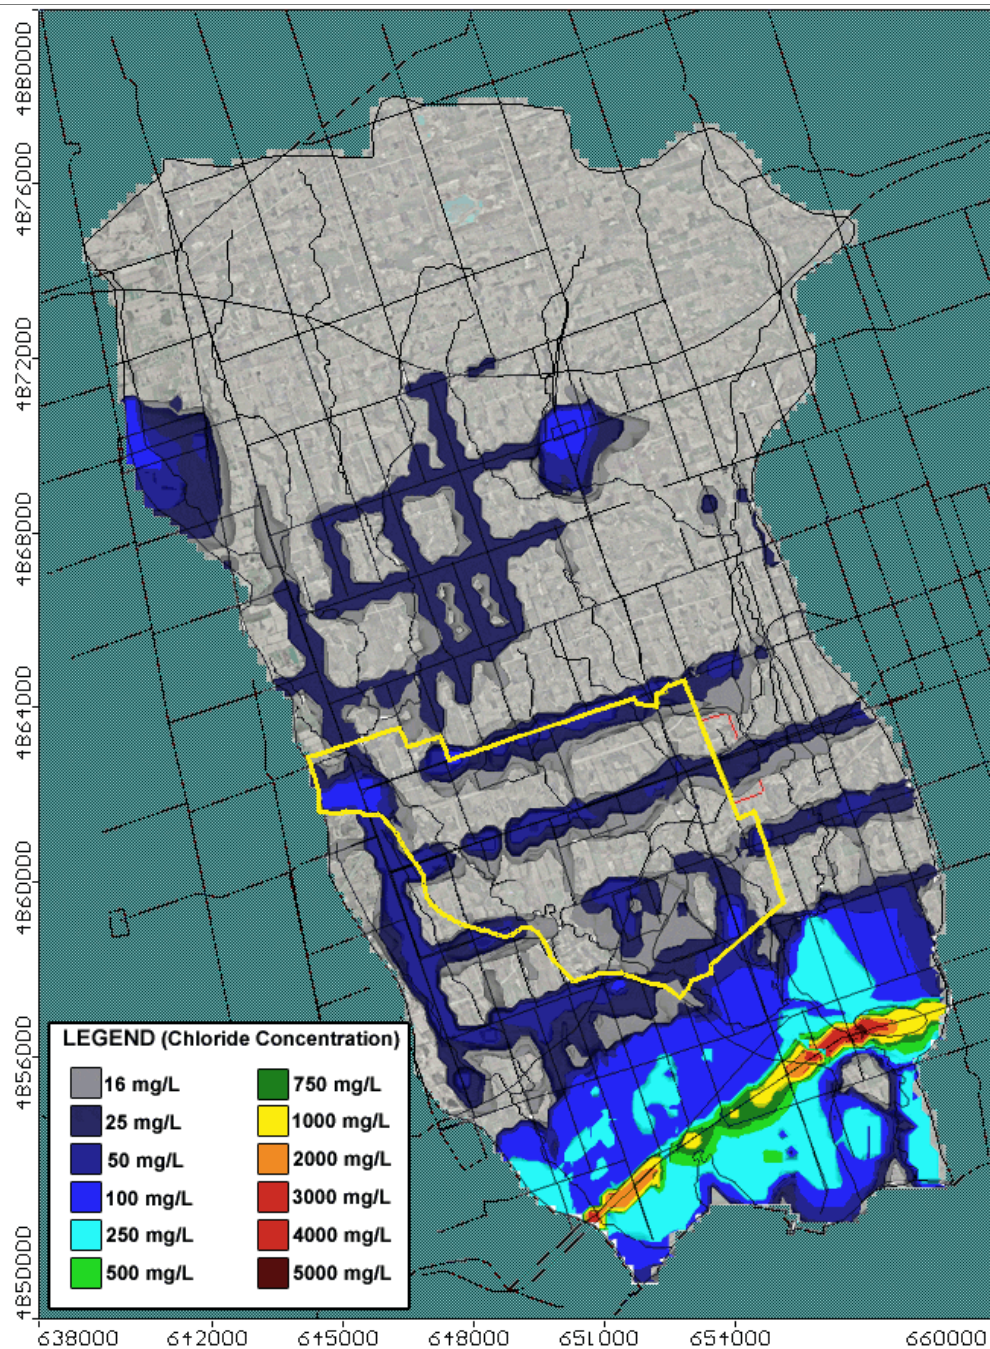 4880000
4876000
4872000
4868000
4864000
4860000
4856000
4850000
LEGEND (Chloride Concentration)
16 mg/L
25 mg/L
50 mg/L
100 mg/L
250 mg/L
500 mg/L
750 mg/L
1000 mg/L
2000 mg/L
3000 mg/L
4000 mg/L
5000 mg/L
638000 642000 645000 648000 651000 654000 660000